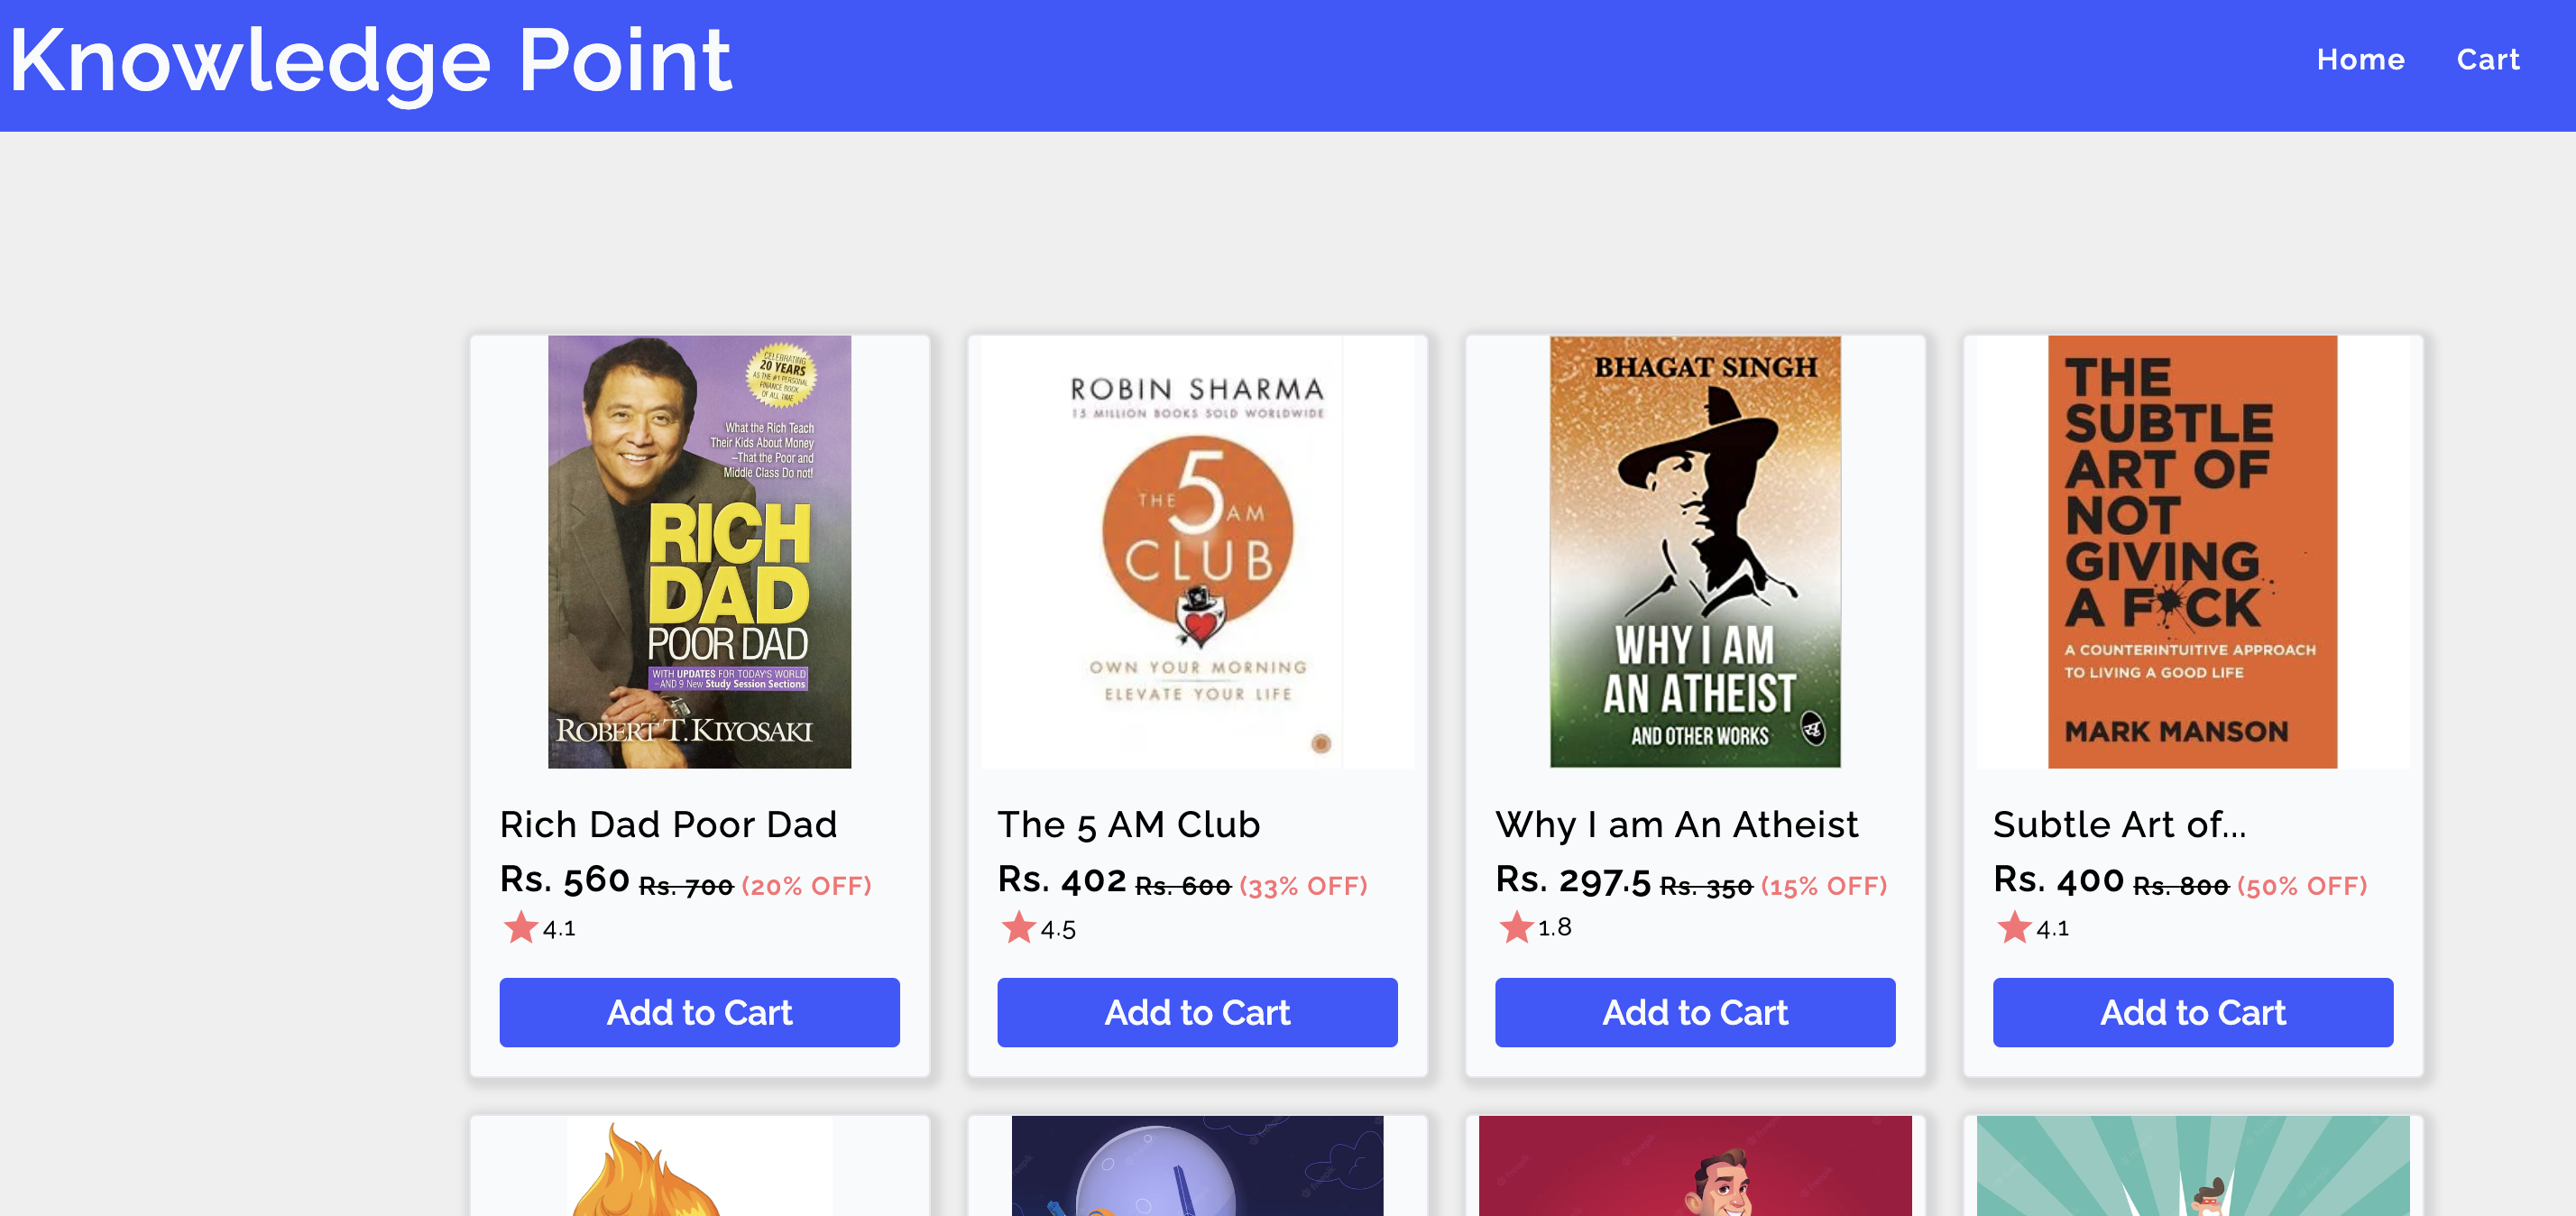 Knowledge Point
Home
Cart
CELEBRATING
20 YEARS
AS THE #1 PERSONAL
FINANCE BOOK
OF ALL TIME
What the Rich Teach
Their Kids About Money
–That the Poor and
Middle Class Do not!
RICH
DAD
POOR DAD
WITH UPDATES FOR TODAY'S WORLD
–AND 9 New Study Session Sections
ROBERT T. KIYOSAKI
Rich Dad Poor Dad
Rs. 560 Rs. 700 (20% OFF)
4.1
Add to Cart
ROBIN SHARMA
15 MILLION BOOKS SOLD WORLDWIDE
THE 5 AM
CLUB
OWN YOUR MORNING
ELEVATE YOUR LIFE
The 5 AM Club
Rs. 402 Rs. 600 (33% OFF)
4.5
Add to Cart
BHAGAT SINGH
WHY I AM
AN ATHEIST
AND OTHER WORKS
Why I am An Atheist
Rs. 297.5 Rs. 350 (15% OFF)
1.8
Add to Cart
THE
SUBTLE
ART OF
NOT
GIVING
A F*CK
A COUNTERINTUITIVE APPROACH
TO LIVING A GOOD LIFE
MARK MANSON
Subtle Art of...
Rs. 400 Rs. 800 (50% OFF)
4.1
Add to Cart